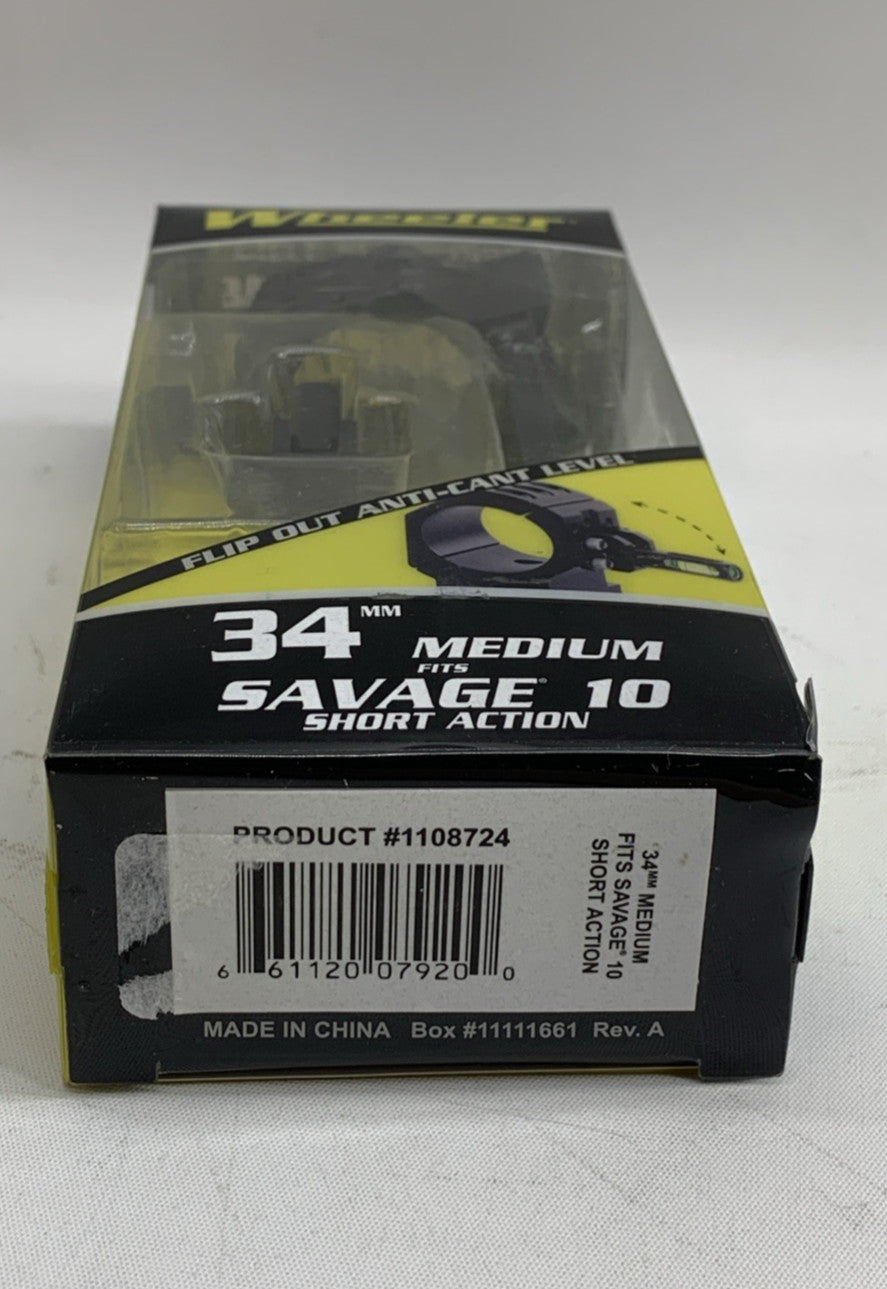 Wheeler
FLIP OUT ANTI-CANT LEVEL
34MM MEDIUM
FITS
SAVAGE® 10
SHORT ACTION
PRODUCT #1108724
6 61120 07920 0
34MM MEDIUM
FITS SAVAGE® 10
SHORT ACTION
MADE IN CHINA Box #11111661 Rev. A